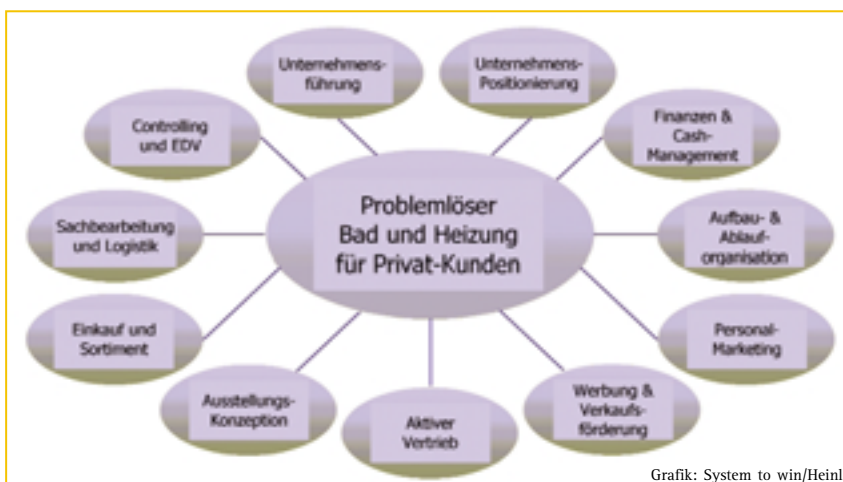 Unternehmens-
führung
Unternehmens-
Positionierung
Controlling
und EDV
Finanzen &
Cash-
Management
Problemlöser
Bad und Heizung
für Privat-Kunden
Sachbearbeitung
und Logistik
Aufbau- &
Ablauf-
organisation
Einkauf und
Sortiment
Personal-
Marketing
Ausstellungs-
Konzeption
Aktiver
Vertrieb
Werbung &
Verkaufs-
förderung
Grafik: System to win/Heinl